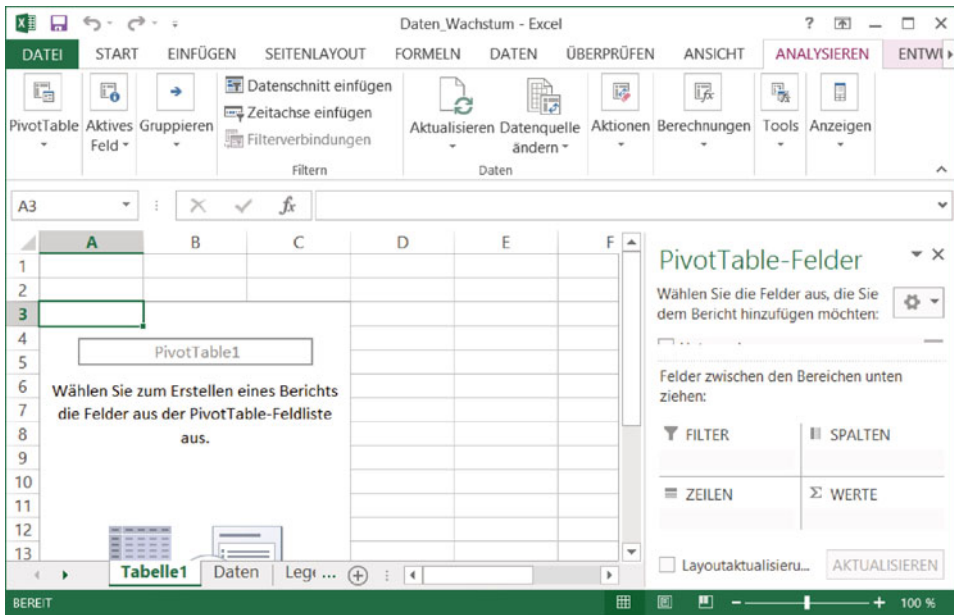 Daten_Wachstum - Excel
?
DATEI START EINFÜGEN SEITENLAYOUT FORMELN DATEN ÜBERPRÜFEN ANSICHT ANALYSIEREN ENTWI
PivotTable
Aktives Feld
Gruppieren
Datenschnitt einfügen
Zeitachse einfügen
Filterverbindungen
Filtern
Aktualisieren
Datenquelle ändern
Daten
Aktionen
Berechnungen
Tools
Anzeigen
A3
fx
A B C D E F
1
2
3
4
5
6
7
8
9
10
11
12
13
PivotTable1
Wählen Sie zum Erstellen eines Berichts
die Felder aus der PivotTable-Feldliste
aus.
PivotTable-Felder
Wählen Sie die Felder aus, die Sie
dem Bericht hinzufügen möchten:
Felder zwischen den Bereichen unten
ziehen:
FILTER
SPALTEN
ZEILEN
Σ WERTE
Layoutaktualisieru...
AKTUALISIEREN
Tabelle1 Daten Lege ...
BEREIT
100 %